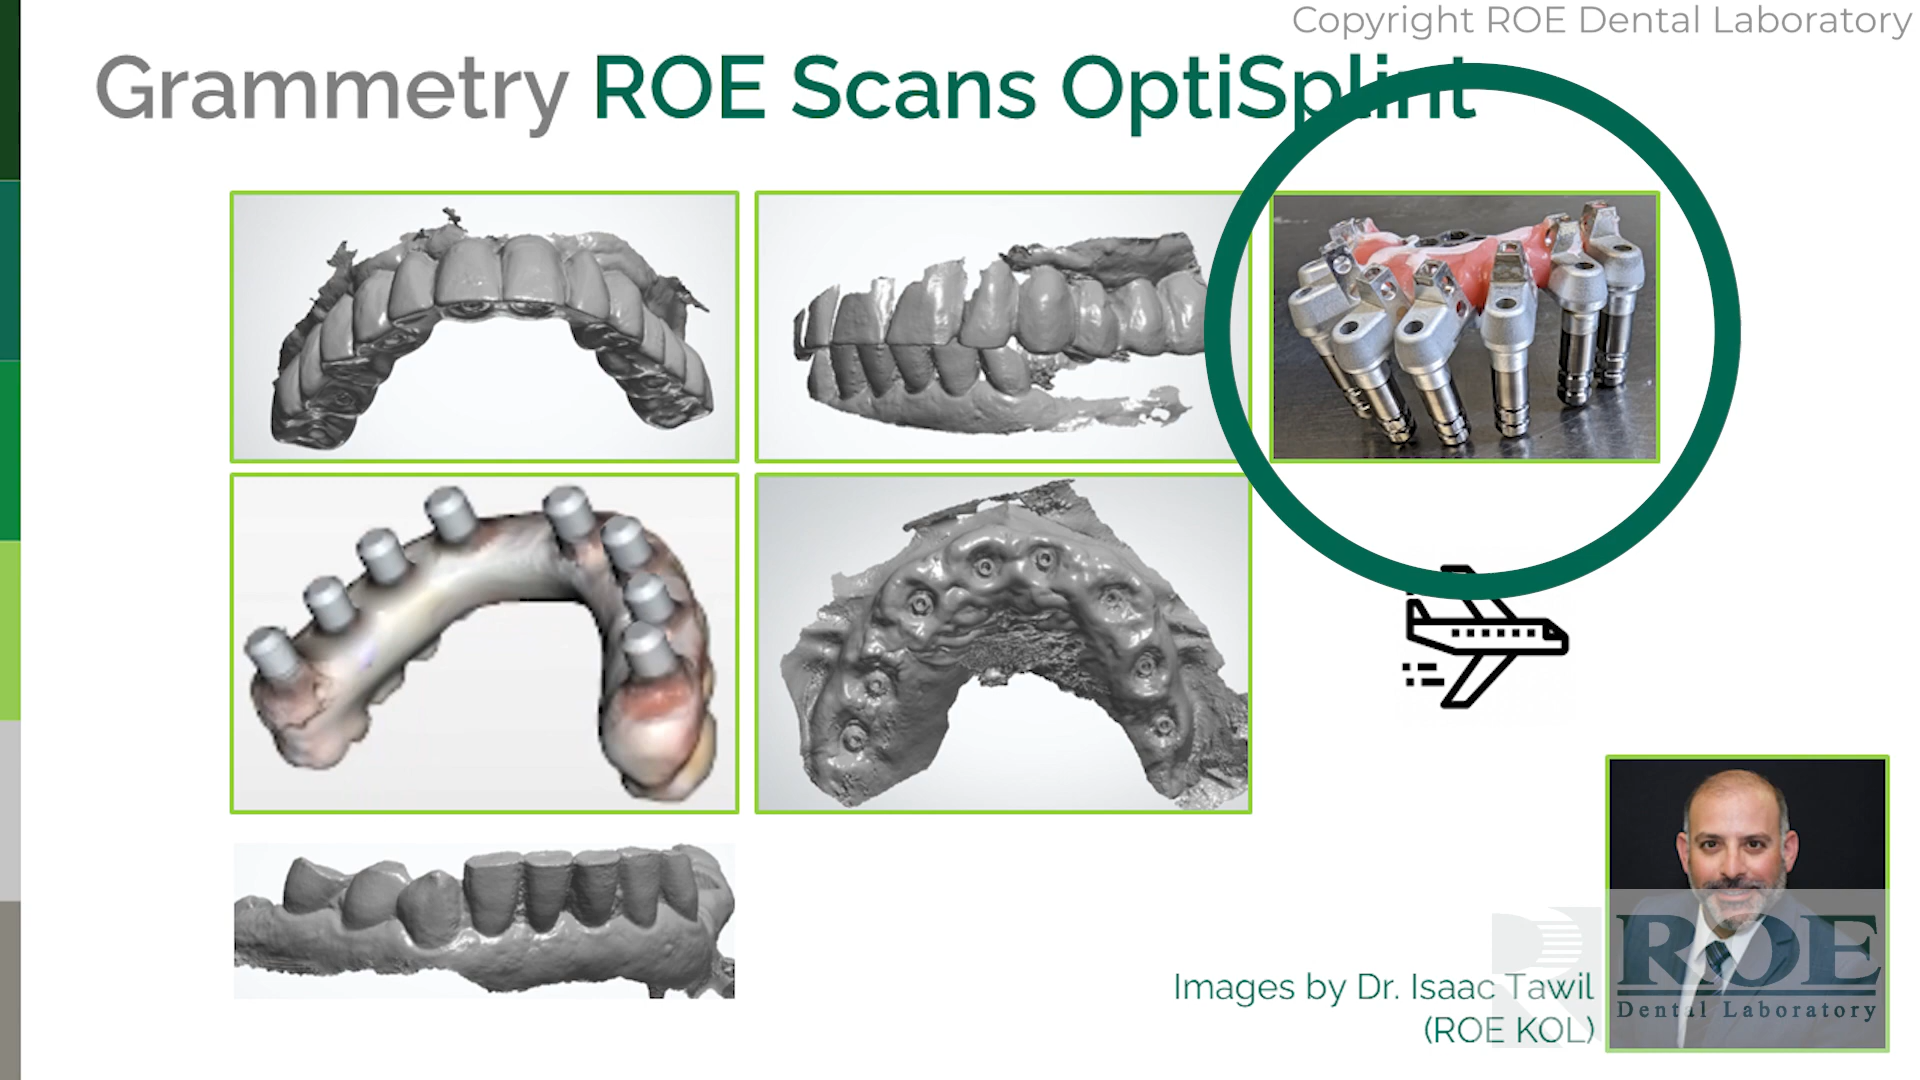 Copyright ROE Dental Laboratory
Grammetry ROE Scans OptiSplint
Images by Dr. Isaac Tawil
(ROE KOL)
ROE
Dental Laboratory